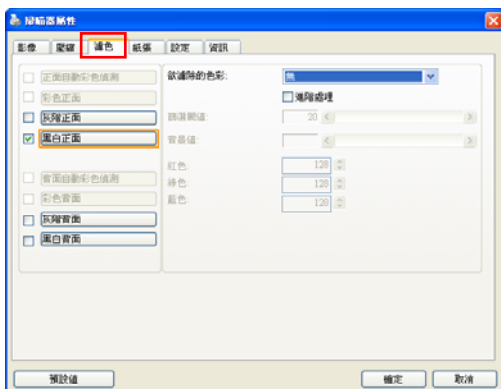 掃瞄器屬性
影像 壓縮 濾色 紙張 設定 資訊
正面自動彩色偵測
彩色正面
灰階正面
黑白正面
背面自動彩色偵測
彩色背面
灰階背面
黑白背面
欲濾除的色彩: 無
進階處理
篩選閾值: 20
背景值:
紅色: 128
綠色: 128
藍色: 128
預設值 確定 取消